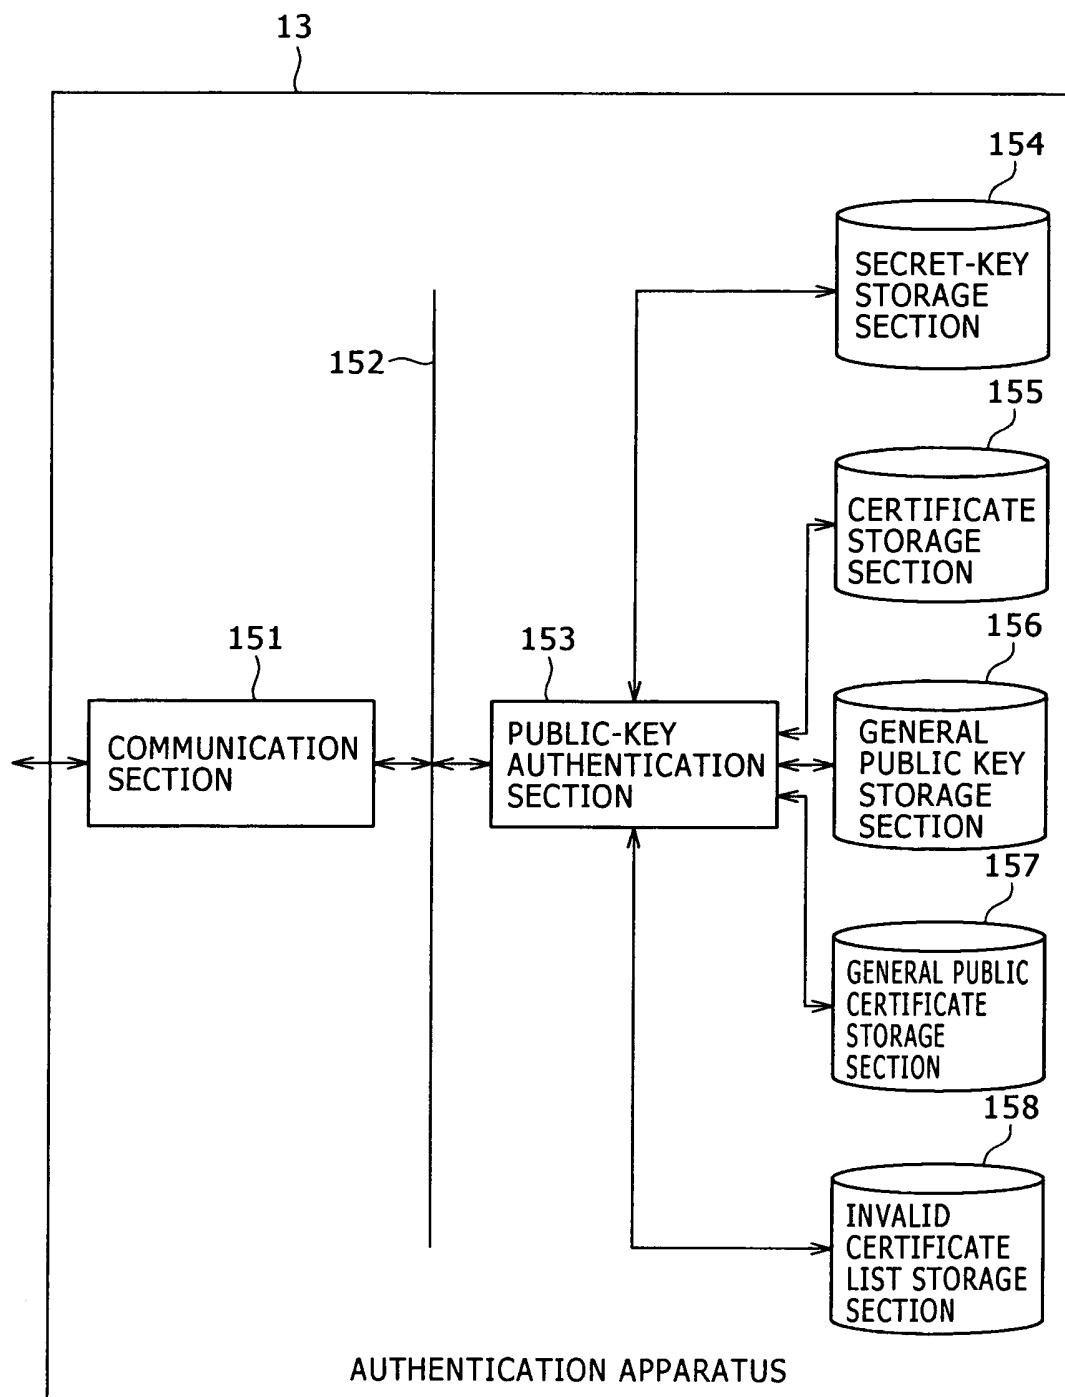 13
154
SECRET-KEY
STORAGE
SECTION
152
155
CERTIFICATE
STORAGE
SECTION
151
COMMUNICATION
SECTION
153
PUBLIC-KEY
AUTHENTICATION
SECTION
156
GENERAL
PUBLIC KEY
STORAGE
SECTION
157
GENERAL PUBLIC
CERTIFICATE
STORAGE
SECTION
158
INVALID
CERTIFICATE
LIST STORAGE
SECTION
AUTHENTICATION APPARATUS